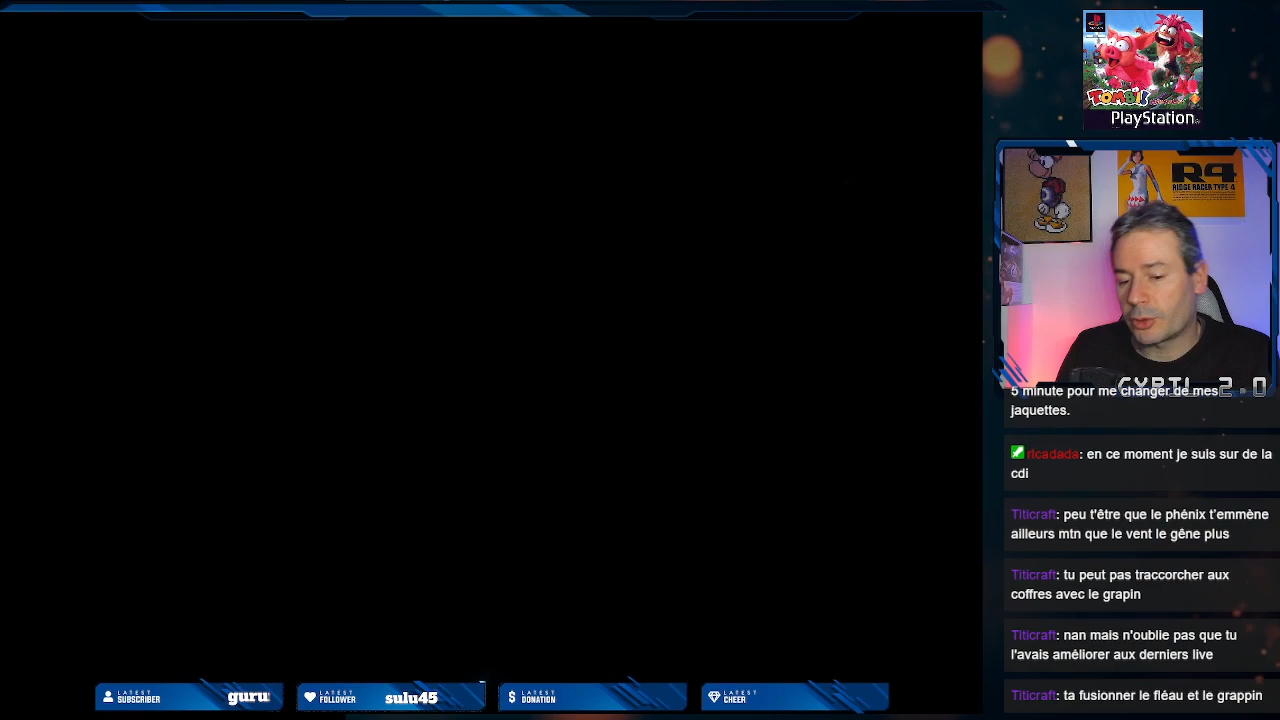 TOMBI!
PlayStation
R4
RIDGE RACER TYPE 4
CYRIL 2.0
5 minute pour me changer de mes
jaquettes.
ricadada: en ce moment je suis sur de la
cdi
Titicraft: peu t'être que le phénix t'emmène
ailleurs mtn que le vent le gêne plus
Titicraft: tu peut pas traccorcher aux
coffres avec le grapin
Titicraft: nan mais n'oublie pas que tu
l'avais améliorer aux derniers live
Titicraft: ta fusionner le fléau et le grappin
LATEST
SUBSCRIBER
guru
LATEST
FOLLOWER
sulu45
LATEST
DONATION
LATEST
CHEER